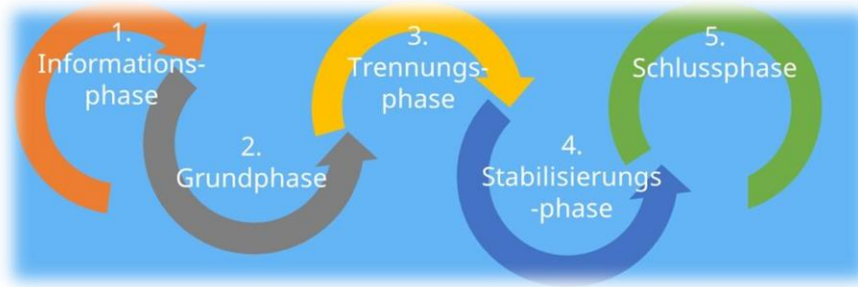 1.
Informations-
phase
2.
Grundphase
3.
Trennungs-
phase
4.
Stabilisierungs
-phase
5.
Schlussphase